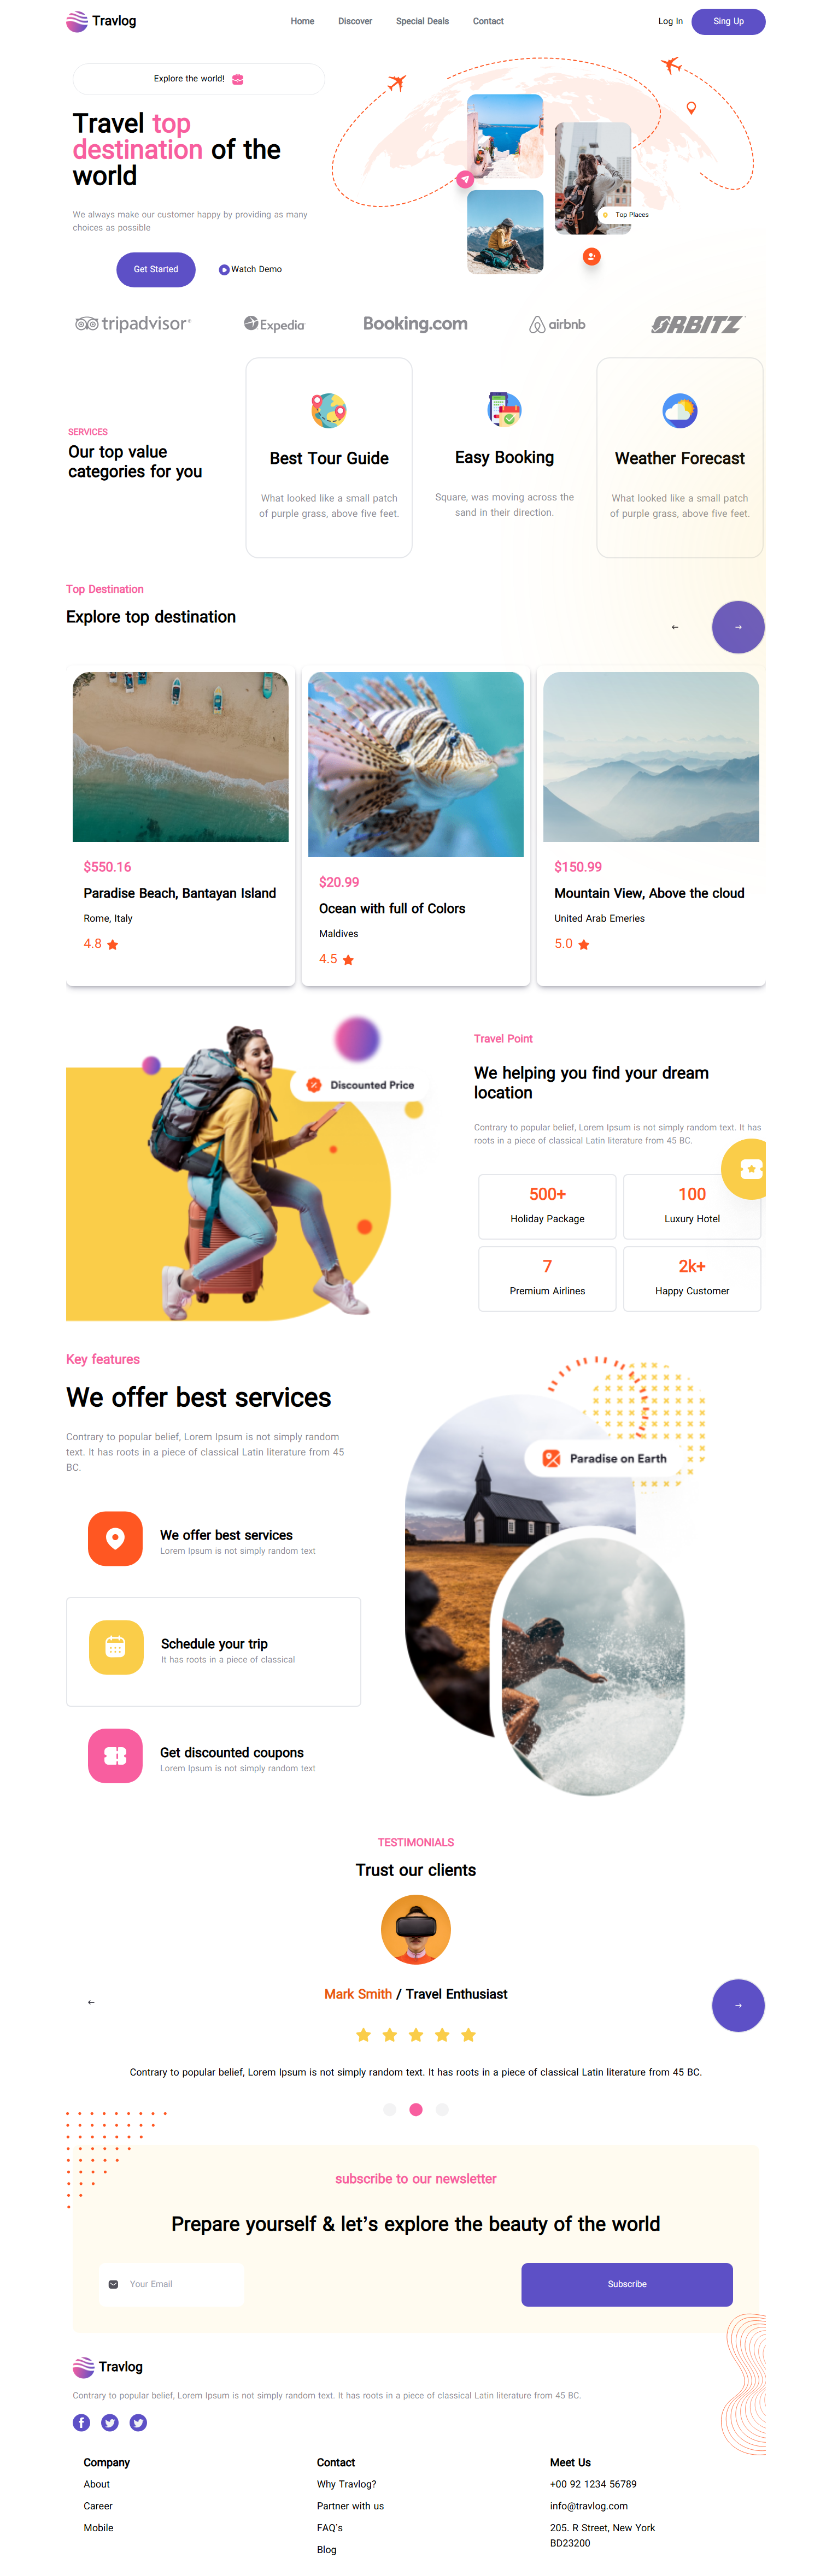 Travlog
Home
Discover
Special Deals
Contact
Log In
Sing Up
Explore the world!
Travel top
destination of the
world
We always make our customer happy by providing as many
choices as possible
Get Started
Watch Demo
Top Places
tripadvisor®
Expedia
Booking.com
airbnb
ORBITZ
SERVICES
Our top value
categories for you
Best Tour Guide
What looked like a small patch
of purple grass, above five feet.
Easy Booking
Square, was moving across the
sand in their direction.
Weather Forecast
What looked like a small patch
of purple grass, above five feet.
Top Destination
Explore top destination
$550.16
Paradise Beach, Bantayan Island
Rome, Italy
4.8
$20.99
Ocean with full of Colors
Maldives
4.5
$150.99
Mountain View, Above the cloud
United Arab Emeries
5.0
Discounted Price
Travel Point
We helping you find your dream
location
Contrary to popular belief, Lorem Ipsum is not simply random text. It has
roots in a piece of classical Latin literature from 45 BC.
500+
Holiday Package
100
Luxury Hotel
7
Premium Airlines
2k+
Happy Customer
Key features
We offer best services
Contrary to popular belief, Lorem Ipsum is not simply random
text. It has roots in a piece of classical Latin literature from 45
BC.
We offer best services
Lorem Ipsum is not simply random text
Schedule your trip
It has roots in a piece of classical
Get discounted coupons
Lorem Ipsum is not simply random text
Paradise on Earth
TESTIMONIALS
Trust our clients
Mark Smith / Travel Enthusiast
Contrary to popular belief, Lorem Ipsum is not simply random text. It has roots in a piece of classical Latin literature from 45 BC.
subscribe to our newsletter
Prepare yourself & let's explore the beauty of the world
Your Email
Subscribe
Travlog
Contrary to popular belief, Lorem Ipsum is not simply random text. It has roots in a piece of classical Latin literature from 45 BC.
Company
About
Career
Mobile
Contact
Why Travlog?
Partner with us
FAQ's
Blog
Meet Us
+00 92 1234 56789
info@travlog.com
205. R Street, New York
BD23200